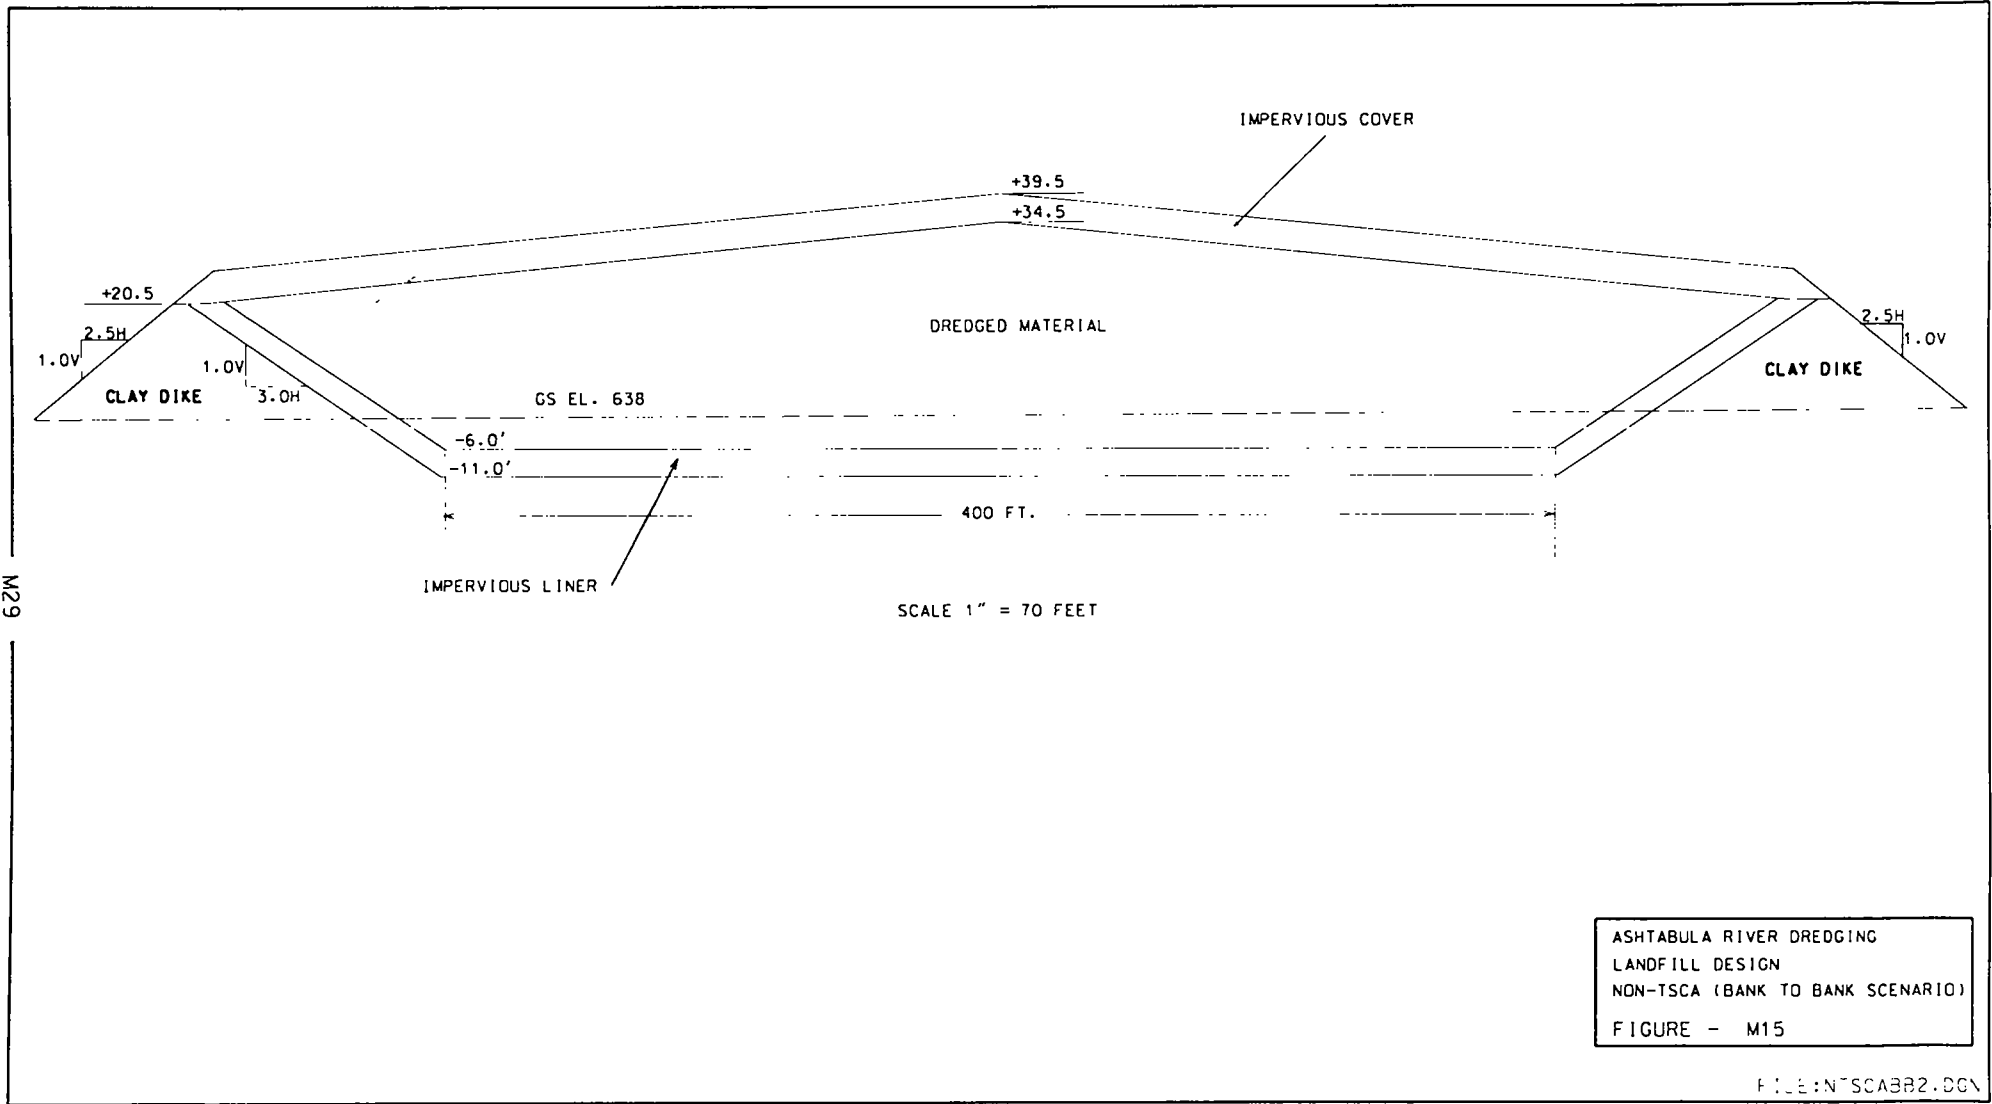 IMPERVIOUS COVER
+39.5
+34.5
+20.5
2.5H
1.0V
1.0V
3.0H
CLAY DIKE
DREDGED MATERIAL
2.5H
1.0V
CLAY DIKE
GS EL. 638
-6.0'
-11.0'
400 FT.
IMPERVIOUS LINER
SCALE 1" = 70 FEET
M29
ASHTABULA RIVER DREDGING
LANDFILL DESIGN
NON-TSCA (BANK TO BANK SCENARIO)
FIGURE - M15